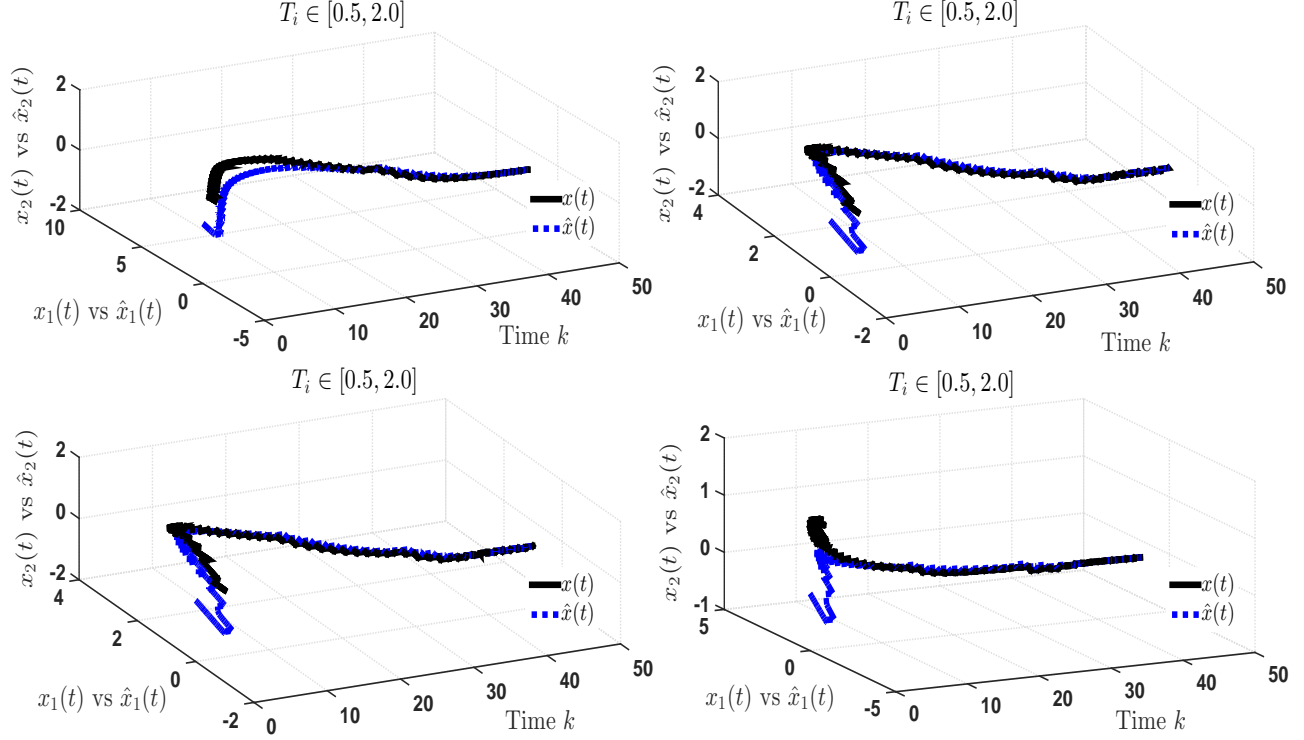 T_i ∈ [0.5, 2.0]
x_2(t) vs x̂_2(t)
2
0
-2
10
5
0
-5
x_1(t) vs x̂_1(t)
0
10
20
30
40
50
Time k
x(t)
x̂(t)
T_i ∈ [0.5, 2.0]
x_2(t) vs x̂_2(t)
2
0
-2
4
2
0
-2
x_1(t) vs x̂_1(t)
0
10
20
30
40
50
Time k
x(t)
x̂(t)
T_i ∈ [0.5, 2.0]
x_2(t) vs x̂_2(t)
2
0
-2
4
2
0
-2
x_1(t) vs x̂_1(t)
0
10
20
30
40
50
Time k
x(t)
x̂(t)
T_i ∈ [0.5, 2.0]
x_2(t) vs x̂_2(t)
2
1
0
-1
5
0
-5
x_1(t) vs x̂_1(t)
0
10
20
30
40
50
Time k
x(t)
x̂(t)